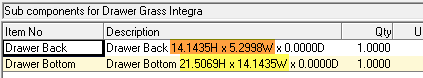 Sub components for Drawer Grass Integra
Item No Description Qty U
Drawer Back Drawer Back 14.1435H x 5.2998W x 0.0000D 1.0000
Drawer Bottom Drawer Bottom 21.5069H x 14.1435W x 0.0000D 1.0000